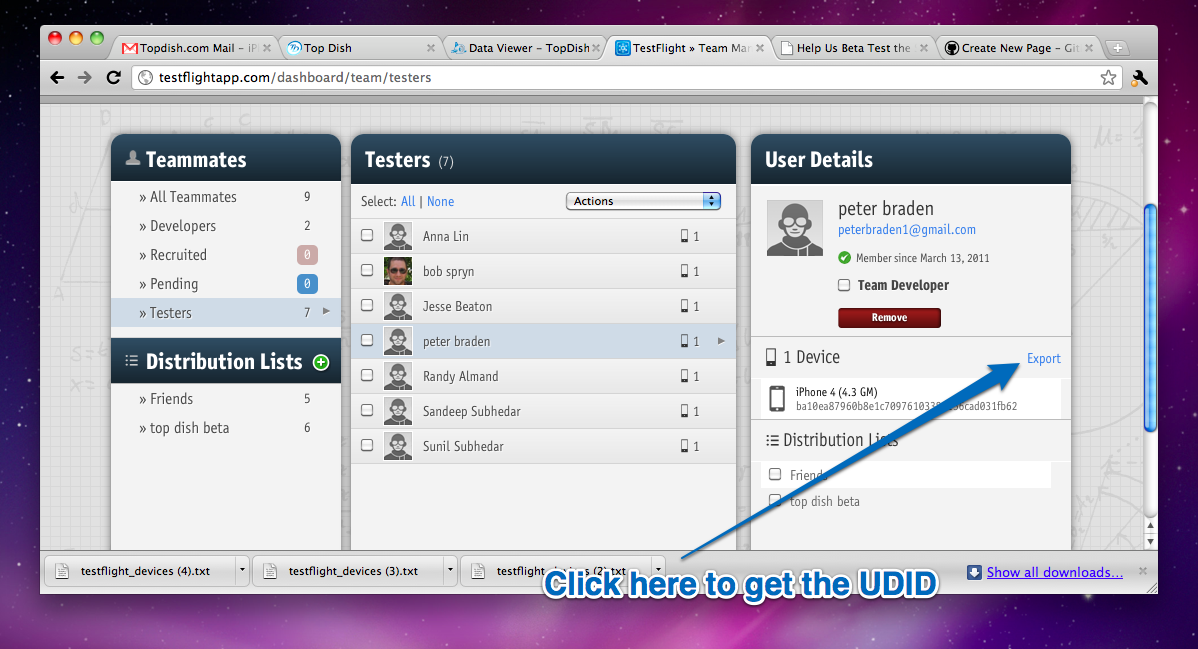 Topdish.com Mail – iP
Top Dish
Data Viewer – TopDish
TestFlight » Team Ma
Help Us Beta Test the
Create New Page – Git
testflightapp.com/dashboard/team/testers
Teammates
» All Teammates 9
» Developers 2
» Recruited 0
» Pending 0
» Testers 7
Distribution Lists
» Friends 5
» top dish beta 6
Testers (7)
Select: All | None
Actions
Anna Lin 1
bob spryn 1
Jesse Beaton 1
peter braden 1
Randy Almand 1
Sandeep Subhedar 1
Sunil Subhedar 1
User Details
peter braden
peterbraden1@gmail.com
Member since March 13, 2011
Team Developer
Remove
1 Device
Export
iPhone 4 (4.3 GM)
Distribution Lists
Friends
top dish beta
testflight_devices (4).txt
testflight_devices (3).txt
testflight_devices (2).txt
Show all downloads...
Click here to get the UDID